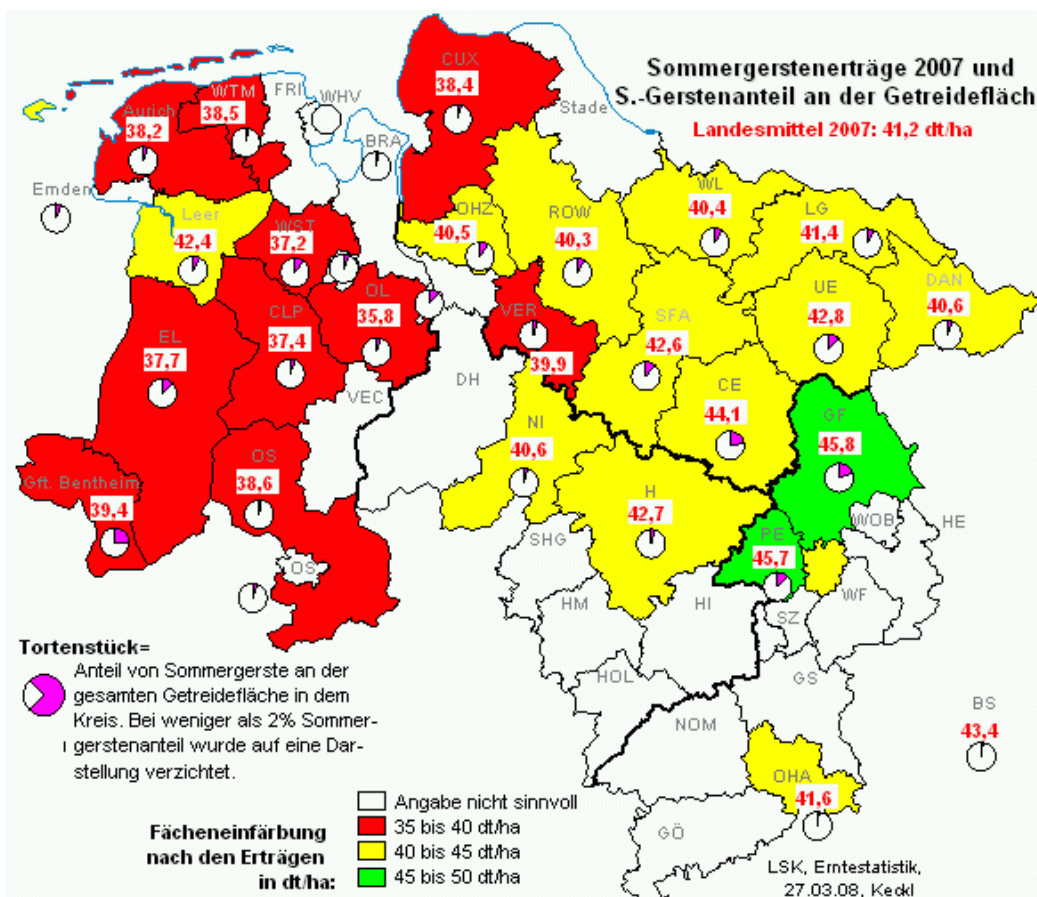 Sommergerstenerträge 2007 und
S.-Gerstenanteil an der Getreidefläch
Landesmittel 2007: 41,2 dt/ha
CUX
38,4
WTM
38,5
FRI
WHV
Stade
Aurich
38,2
BRA
Emden
Leer
42,4
WST
37,2
OHZ
40,5
ROW
40,3
WL
40,4
LG
41,4
DAN
40,6
UE
42,8
OL
35,8
CLP
37,4
VER
39,9
SFA
42,6
EL
37,7
DH
VEC
CE
44,1
GF
45,8
NI
40,6
OS
38,6
Gft. Bentheim
39,4
H
42,7
WOB
HE
PE
45,7
SHG
OS
HM
HI
SZ
WF
HOL
GS
NOM
BS
43,4
OHA
41,6
GÖ
Tortenstück=
Anteil von Sommergerste an der
gesamten Getreidefläche in dem
Kreis. Bei weniger als 2% Sommer-
gerstenanteil wurde auf eine Dar-
stellung verzichtet.
Fächeneinfärbung
nach den Erträgen
in dt/ha:
Angabe nicht sinnvoll
35 bis 40 dt/ha
40 bis 45 dt/ha
45 bis 50 dt/ha
LSK, Erntestatistik,
27.03.08, Keckl